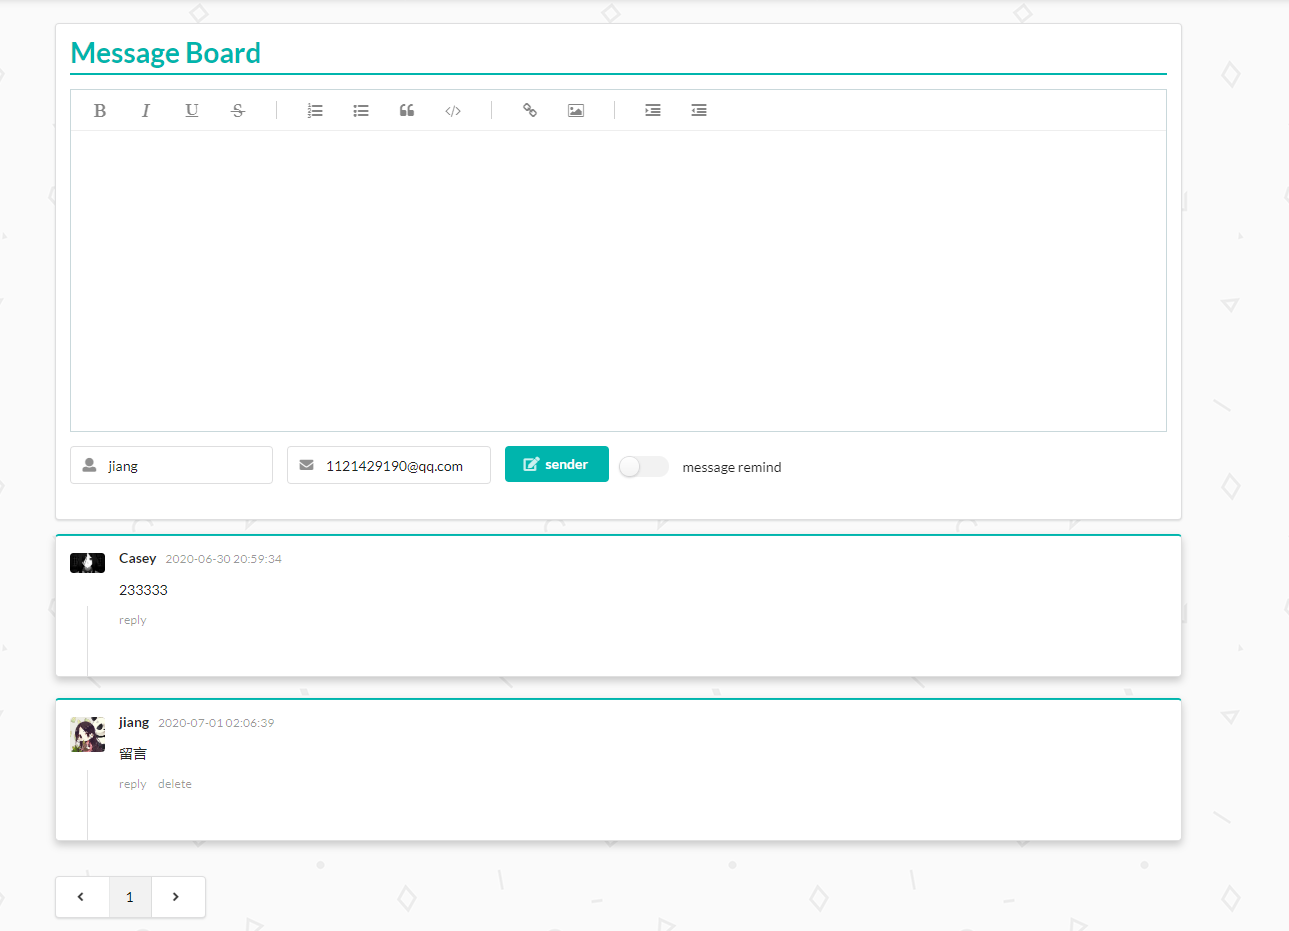 Message Board
B I U S
jiang
1121429190@qq.com
sender
message remind
Casey 2020-06-30 20:59:34
233333
reply
jiang 2020-07-01 02:06:39
留言
reply delete
1